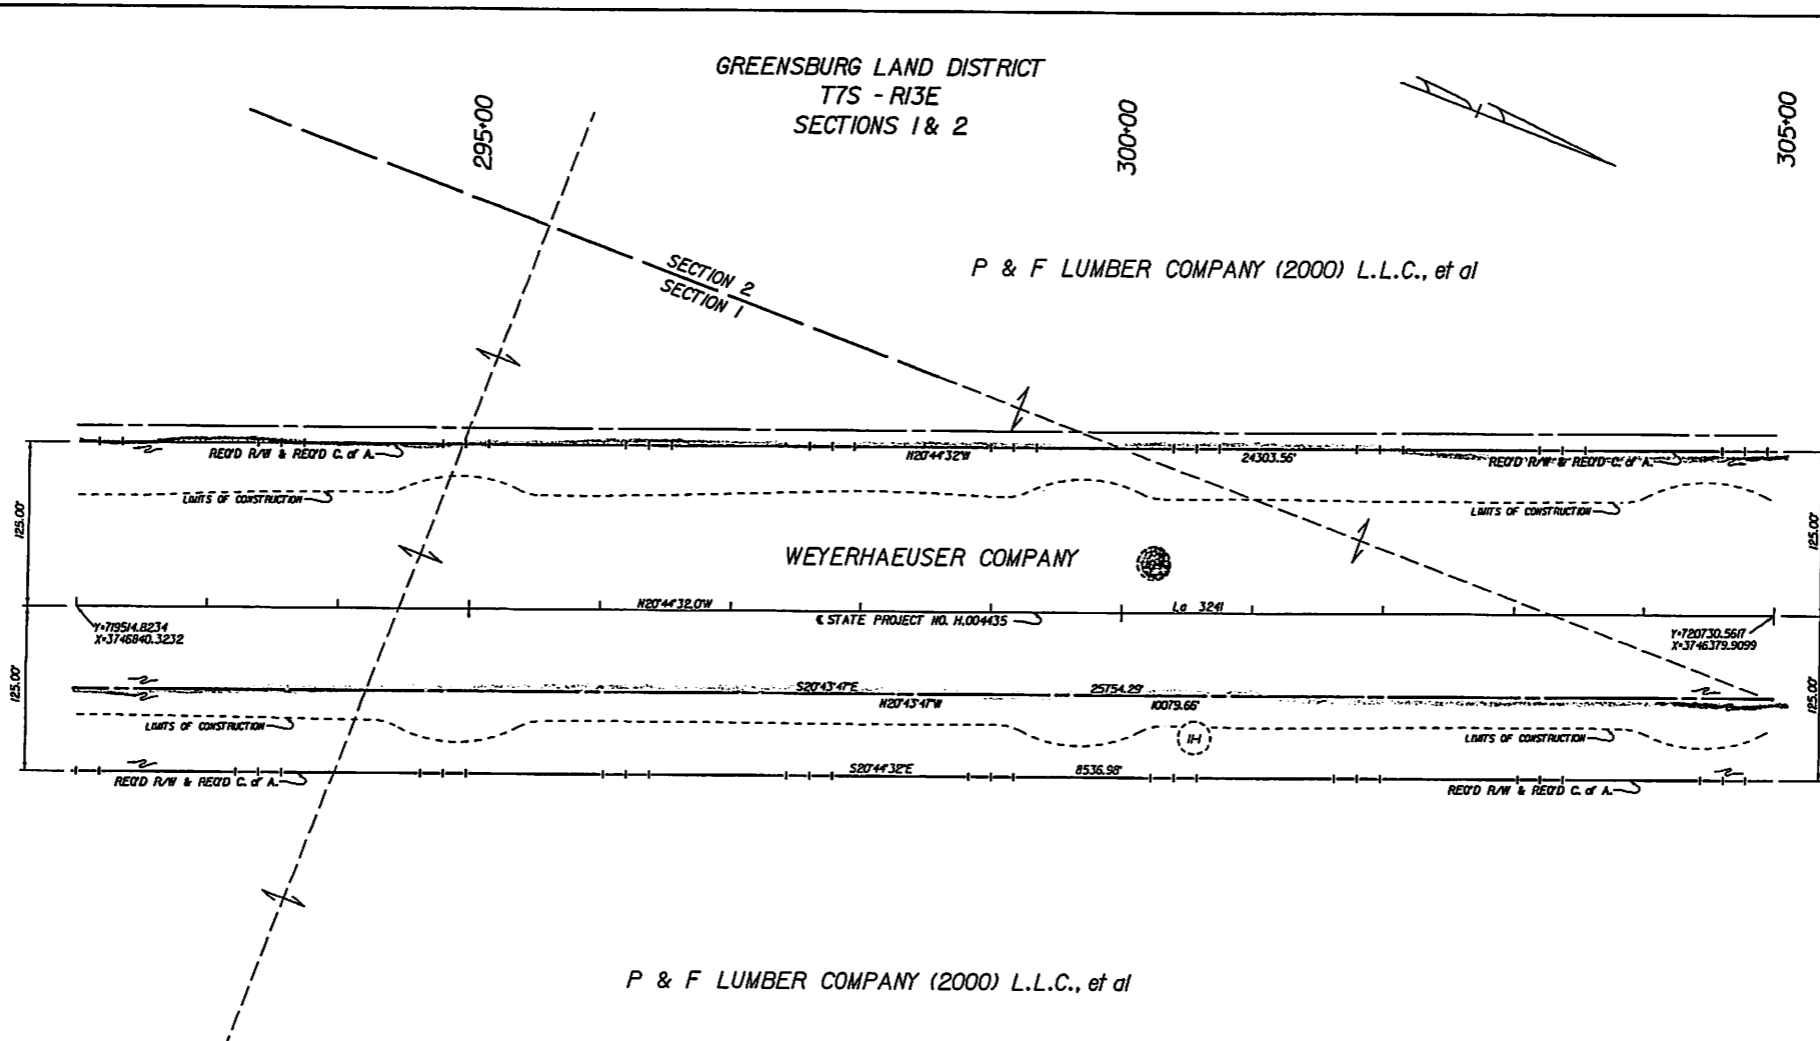 GREENSBURG LAND DISTRICT
T7S - R13E
SECTIONS 1 & 2
295+00
300+00
305+00
SECTION 2
SECTION 1
P & F LUMBER COMPANY (2000) L.L.C., et al
REQ'D R/W & REQ'D C. of A.
N20°44'32"W
24303.56'
REQ'D R/W & REQ'D C. of A.
LIMITS OF CONSTRUCTION
LIMITS OF CONSTRUCTION
125.00'
125.00'
WEYERHAEUSER COMPANY
N20°44'32.0"W
La 3241
℄ STATE PROJECT NO. H.004435
Y=719514.8234
X=3746840.3232
Y=720730.5617
X=3746379.9099
125.00'
125.00'
S20°43'47"E
25754.29'
N20°43'47"W
10079.66'
LIMITS OF CONSTRUCTION
11-1
LIMITS OF CONSTRUCTION
S20°44'32"E
8536.98'
REQ'D R/W & REQ'D C. of A.
REQ'D R/W & REQ'D C. of A.
P & F LUMBER COMPANY (2000) L.L.C., et al